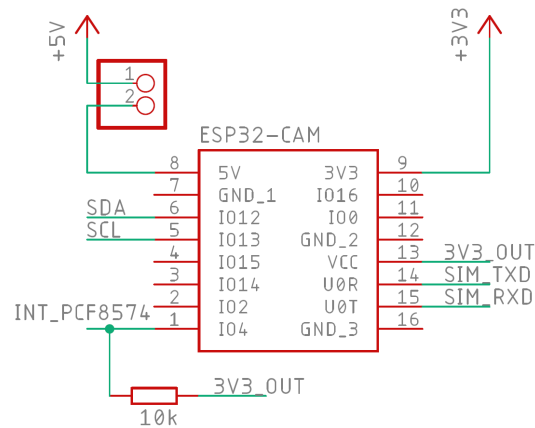 +5V
+3V3
1
2
ESP32-CAM
8 5V 3V3 9
7 GND_1 IO16 10
SDA 6 IO12 IO0 11
SCL 5 IO13 GND_2 12
4 IO15 VCC 13 3V3_OUT
3 IO14 U0R 14 SIM_TXD
2 IO2 U0T 15 SIM_RXD
INT_PCF8574 1 IO4 GND_3 16
3V3_OUT
10k